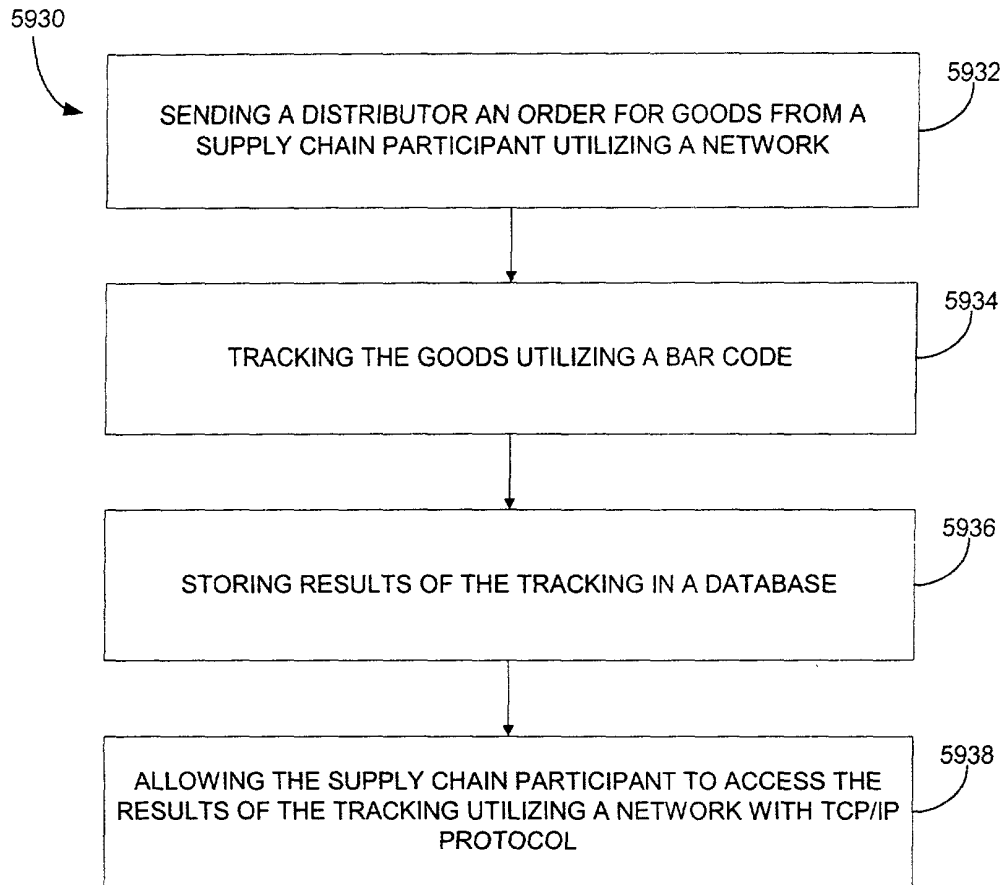 5930
5932
SENDING A DISTRIBUTOR AN ORDER FOR GOODS FROM A
SUPPLY CHAIN PARTICIPANT UTILIZING A NETWORK
5934
TRACKING THE GOODS UTILIZING A BAR CODE
5936
STORING RESULTS OF THE TRACKING IN A DATABASE
5938
ALLOWING THE SUPPLY CHAIN PARTICIPANT TO ACCESS THE
RESULTS OF THE TRACKING UTILIZING A NETWORK WITH TCP/IP
PROTOCOL